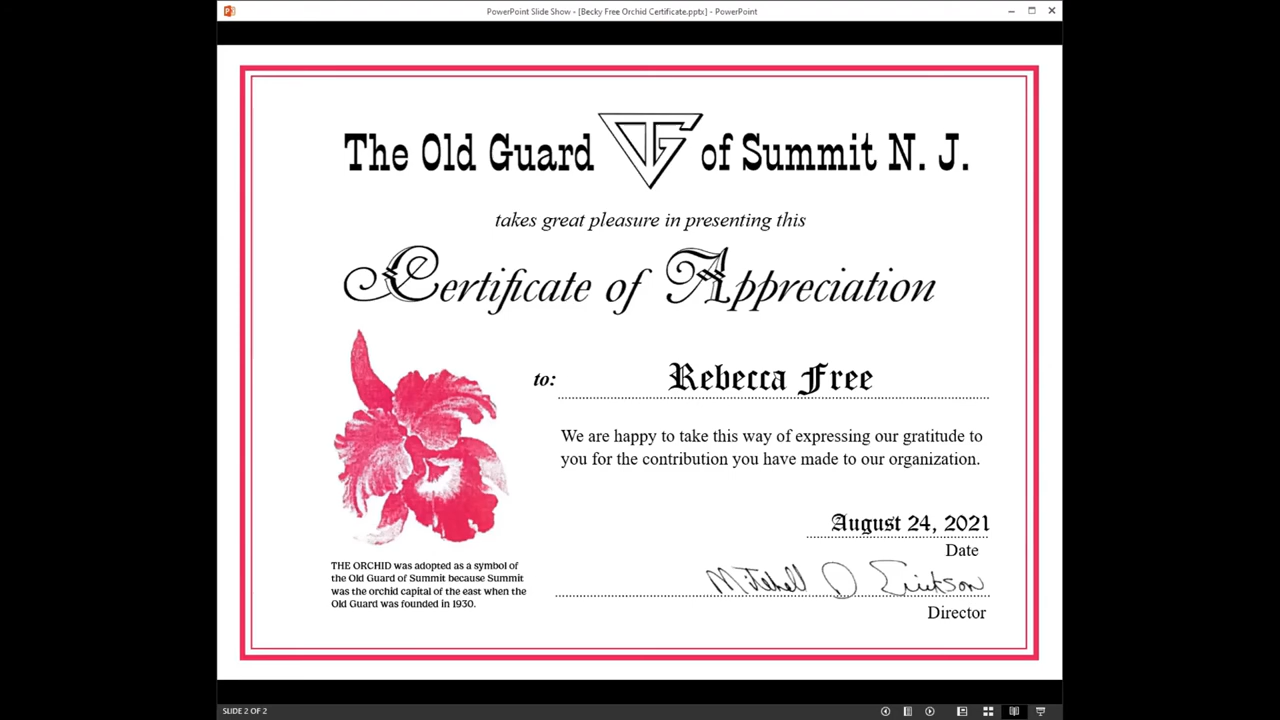 PowerPoint Slide Show - [Becky Free Orchid Certificate.pptx] - PowerPoint
The Old Guard OG of Summit N. J.
takes great pleasure in presenting this
Certificate of Appreciation
to: Rebecca Free
We are happy to take this way of expressing our gratitude to
you for the contribution you have made to our organization.
August 24, 2021
Date
Mitchell D Erickson
Director
THE ORCHID was adopted as a symbol of
the Old Guard of Summit because Summit
was the orchid capital of the east when the
Old Guard was founded in 1930.
SLIDE 2 OF 2